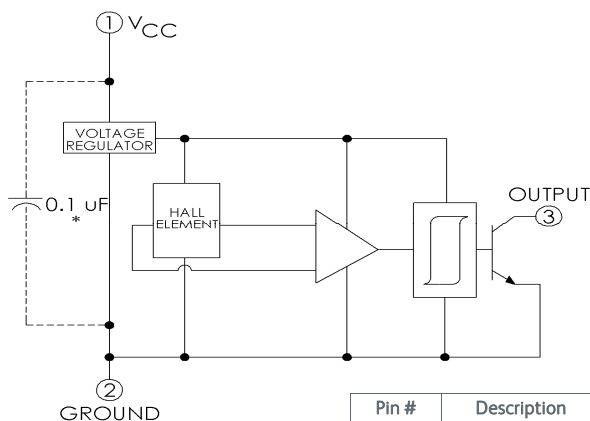 1 VCC
VOLTAGE
REGULATOR
0.1 uF
*
HALL
ELEMENT
OUTPUT
3
2
GROUND
Pin # Description